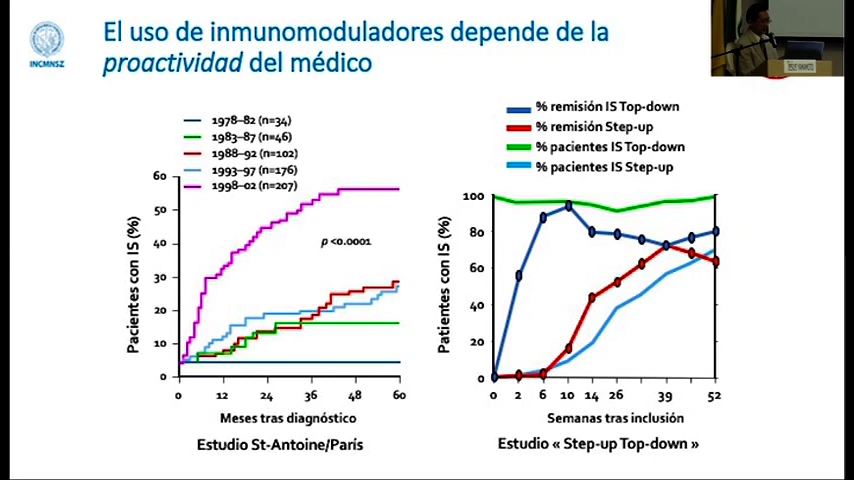 El uso de inmunomoduladores depende de la
proactividad del médico
INCMNSZ
1978–82 (n=34)
1983–87 (n=46)
1988–92 (n=102)
1993–97 (n=176)
1998–02 (n=207)
Pacientes con IS (%)
60
50
40
30
20
10
0
p <0.0001
0 12 24 36 48 60
Meses tras diagnóstico
Estudio St-Antoine/París
% remisión IS Top-down
% remisión Step-up
% pacientes IS Top-down
% pacientes IS Step-up
Patientes con IS (%)
100
80
60
40
20
0
0 2 6 10 14 26 39 52
Semanas tras inclusión
Estudio « Step-up Top-down »